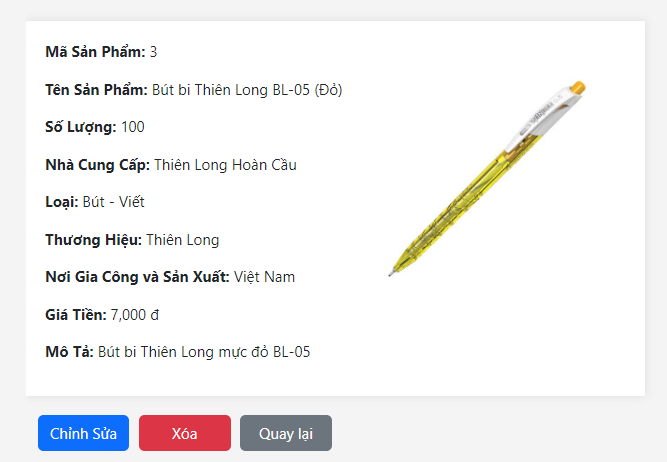 Mã Sản Phẩm: 3
Tên Sản Phẩm: Bút bi Thiên Long BL-05 (Đỏ)
Số Lượng: 100
Nhà Cung Cấp: Thiên Long Hoàn Cầu
Loại: Bút - Viết
Thương Hiệu: Thiên Long
Nơi Gia Công và Sản Xuất: Việt Nam
Giá Tiền: 7,000 đ
Mô Tả: Bút bi Thiên Long mực đỏ BL-05
Chỉnh Sửa
Xóa
Quay lại